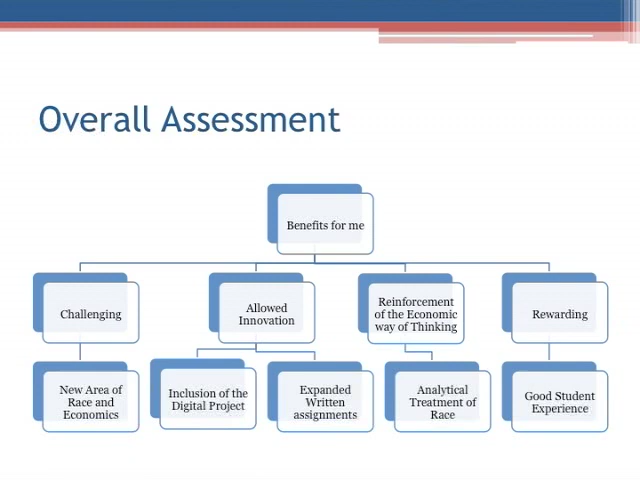 Overall Assessment
Benefits for me
Challenging
Allowed
Innovation
Reinforcement
of the Economic
way of Thinking
Rewarding
New Area of
Race and
Economics
Inclusion of the
Digital Project
Expanded
Written
assignments
Analytical
Treatment of
Race
Good Student
Experience